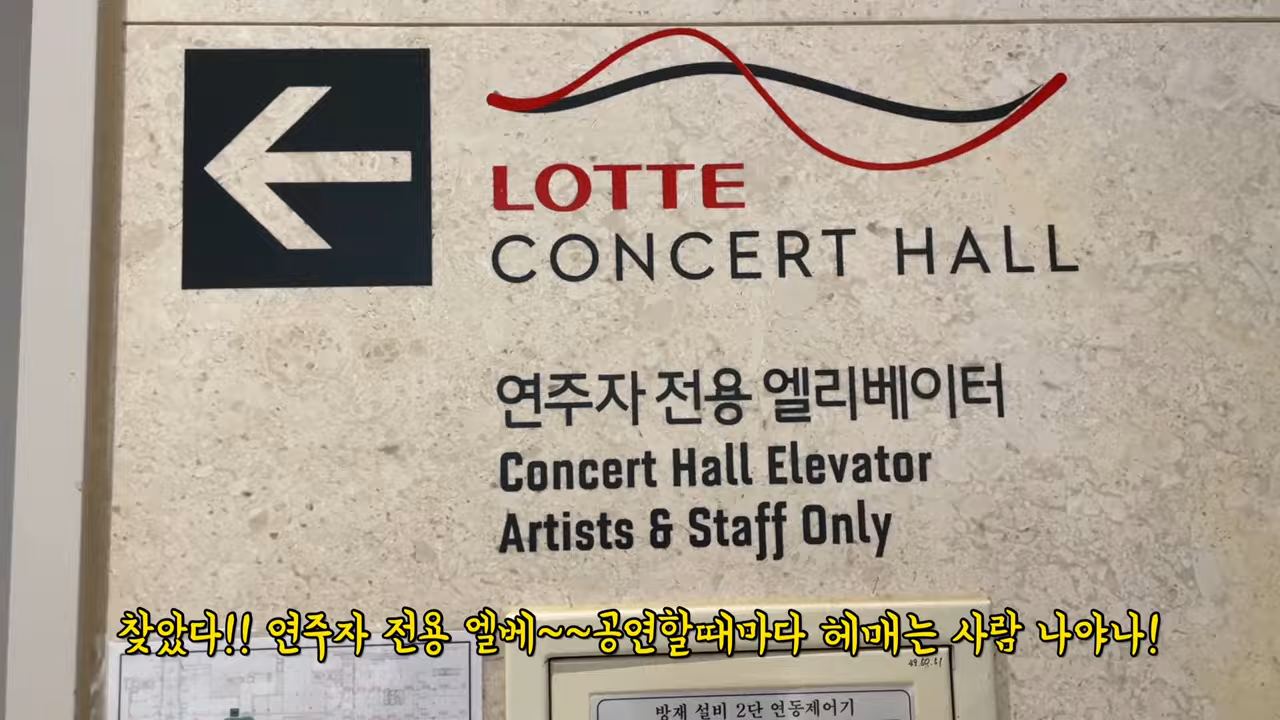 LOTTE
CONCERT HALL
연주자 전용 엘리베이터
Concert Hall Elevator
Artists & Staff Only
찾았다!! 연주자 전용 엘베~~공연할때마다 헤매는 사람 나야나!
방재 설비 2단 연동제어기